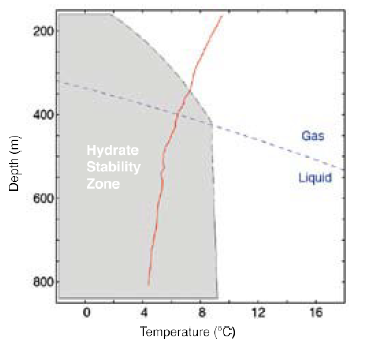 200
400
600
800
Depth (m)
Hydrate
Stability
Zone
Gas
Liquid
0 4 8 12 16
Temperature (°C)